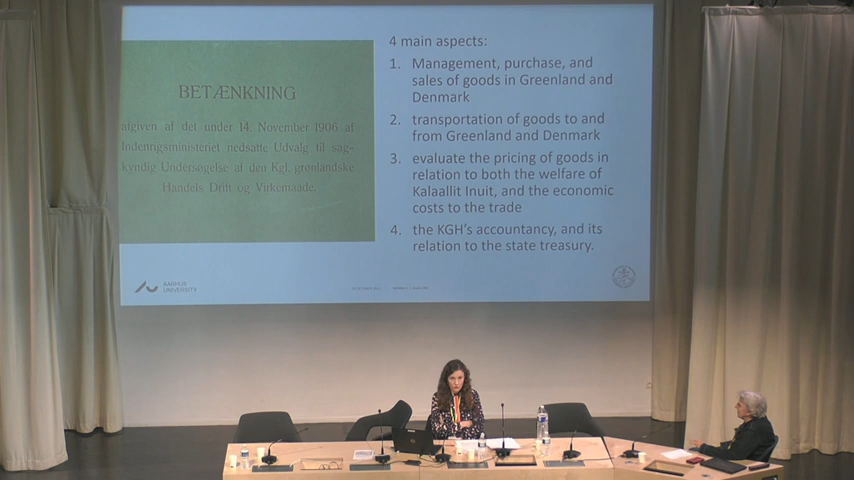 BETÆNKNING
afgiven af det under 14. November 1906 af
Indenrigsministeriet nedsatte Udvalg til sag-
kyndig Undersøgelse af den Kgl. grønlandske
Handels Drift og Virkemaade.
4 main aspects:
1. Management, purchase, and
sales of goods in Greenland and
Denmark
2. transportation of goods to and
from Greenland and Denmark
3. evaluate the pricing of goods in
relation to both the welfare of
Kalaallit Inuit, and the economic
costs to the trade
4. the KGH's accountancy, and its
relation to the state treasury.
AARHUS
UNIVERSITY